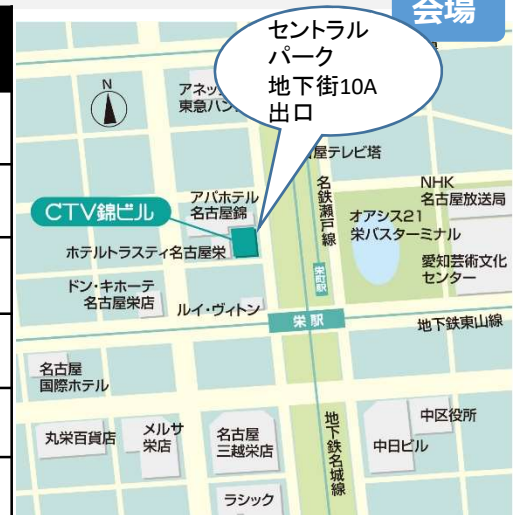 会場
セントラル
パーク
地下街10A
出口
N
アネッ
東急ハン
屋テレビ塔
CTV錦ビル
アパホテル
名古屋錦
名鉄瀬戸線
NHK
名古屋放送局
オアシス21
栄バスターミナル
ホテルトラスティ名古屋栄
愛知芸術文化
センター
栄町駅
ドン・キホーテ
名古屋栄店
ルイ・ヴィトン
栄駅
地下鉄東山線
名古屋
国際ホテル
丸栄百貨店
メルサ
栄店
名古屋
三越栄店
地下鉄名城線
中区役所
中日ビル
ラシック